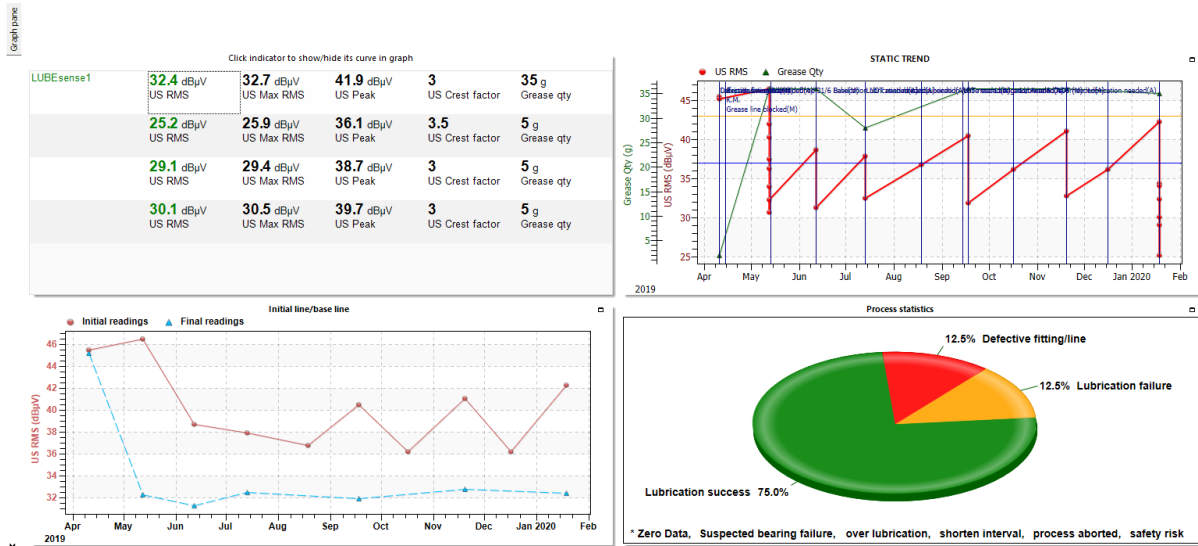 Graph pane
Click indicator to show/hide its curve in graph
LUBEsense1
32.4 dBµV 32.7 dBµV 41.9 dBµV 3 35 g
US RMS US Max RMS US Peak US Crest factor Grease qty
25.2 dBµV 25.9 dBµV 36.1 dBµV 3.5 5 g
US RMS US Max RMS US Peak US Crest factor Grease qty
29.1 dBµV 29.4 dBµV 38.7 dBµV 3 5 g
US RMS US Max RMS US Peak US Crest factor Grease qty
30.1 dBµV 30.5 dBµV 39.7 dBµV 3 5 g
US RMS US Max RMS US Peak US Crest factor Grease qty
STATIC TREND
US RMS Grease Qty
Grease Qty (g)
35
30
25
20
15
10
5
US RMS (dBµV)
45
40
35
30
25
ICM,
Grease line blocked(M)
Apr May Jun Jul Aug Sep Oct Nov Dec Jan 2020 Feb
2019
Initial line/base line
Initial readings Final readings
US RMS (dBµV)
46
44
42
40
38
36
34
32
Apr May Jun Jul Aug Sep Oct Nov Dec Jan 2020 Feb
2019
Process statistics
12.5% Defective fitting/line
12.5% Lubrication failure
Lubrication success 75.0%
* Zero Data, Suspected bearing failure, over lubrication, shorten interval, process aborted, safety risk